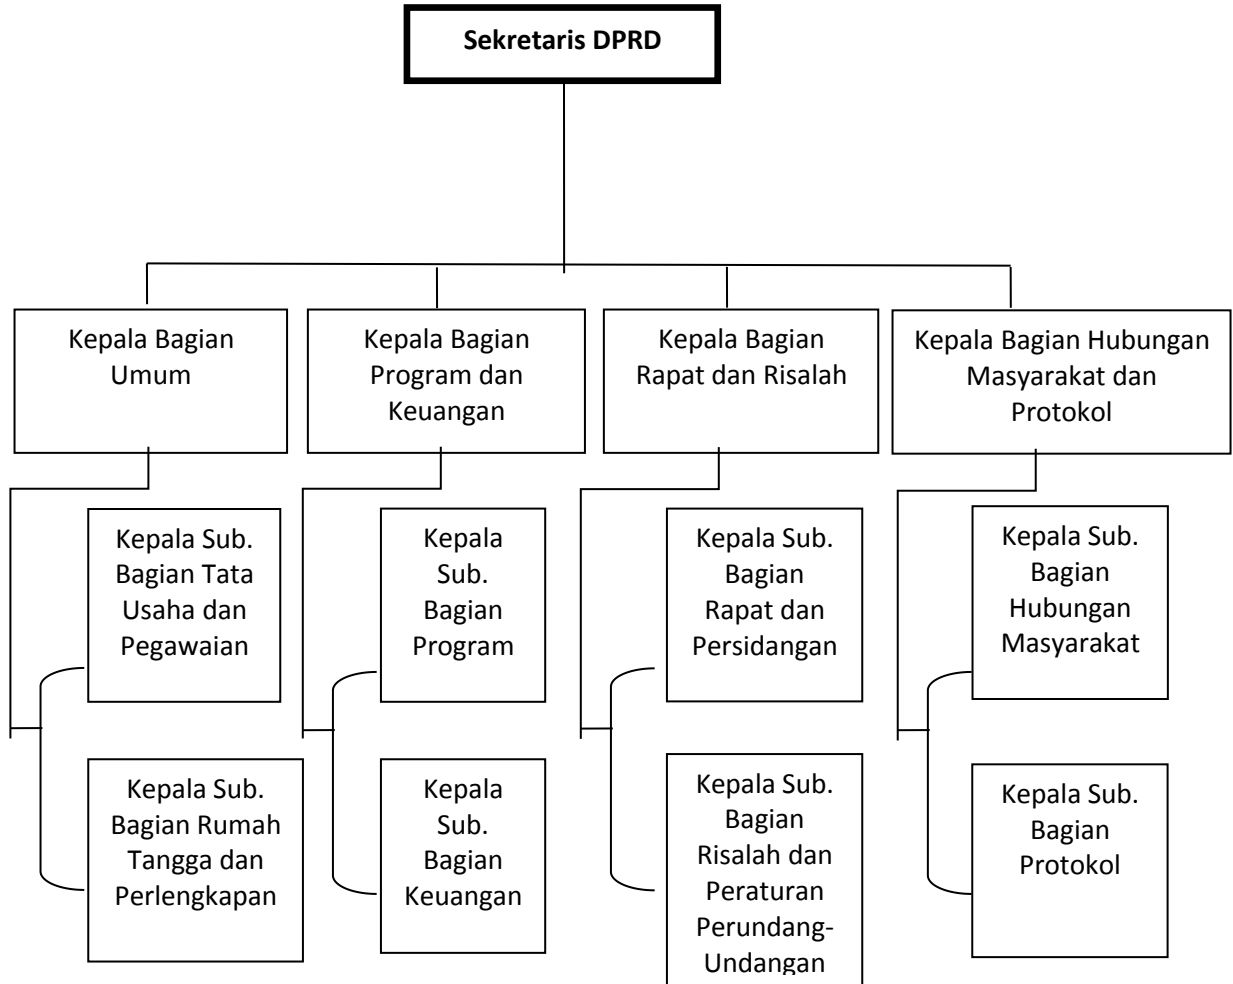 Sekretaris DPRD
Kepala Bagian
Umum
Kepala Bagian
Program dan
Keuangan
Kepala Bagian
Rapat dan Risalah
Kepala Bagian Hubungan
Masyarakat dan
Protokol
Kepala Sub.
Bagian Tata
Usaha dan
Pegawaian
Kepala
Sub.
Bagian
Program
Kepala Sub.
Bagian
Rapat dan
Persidangan
Kepala Sub.
Bagian
Hubungan
Masyarakat
Kepala Sub.
Bagian Rumah
Tangga dan
Perlengkapan
Kepala
Sub.
Bagian
Keuangan
Kepala Sub.
Bagian
Risalah dan
Peraturan
Perundang-
Undangan
Kepala Sub.
Bagian
Protokol